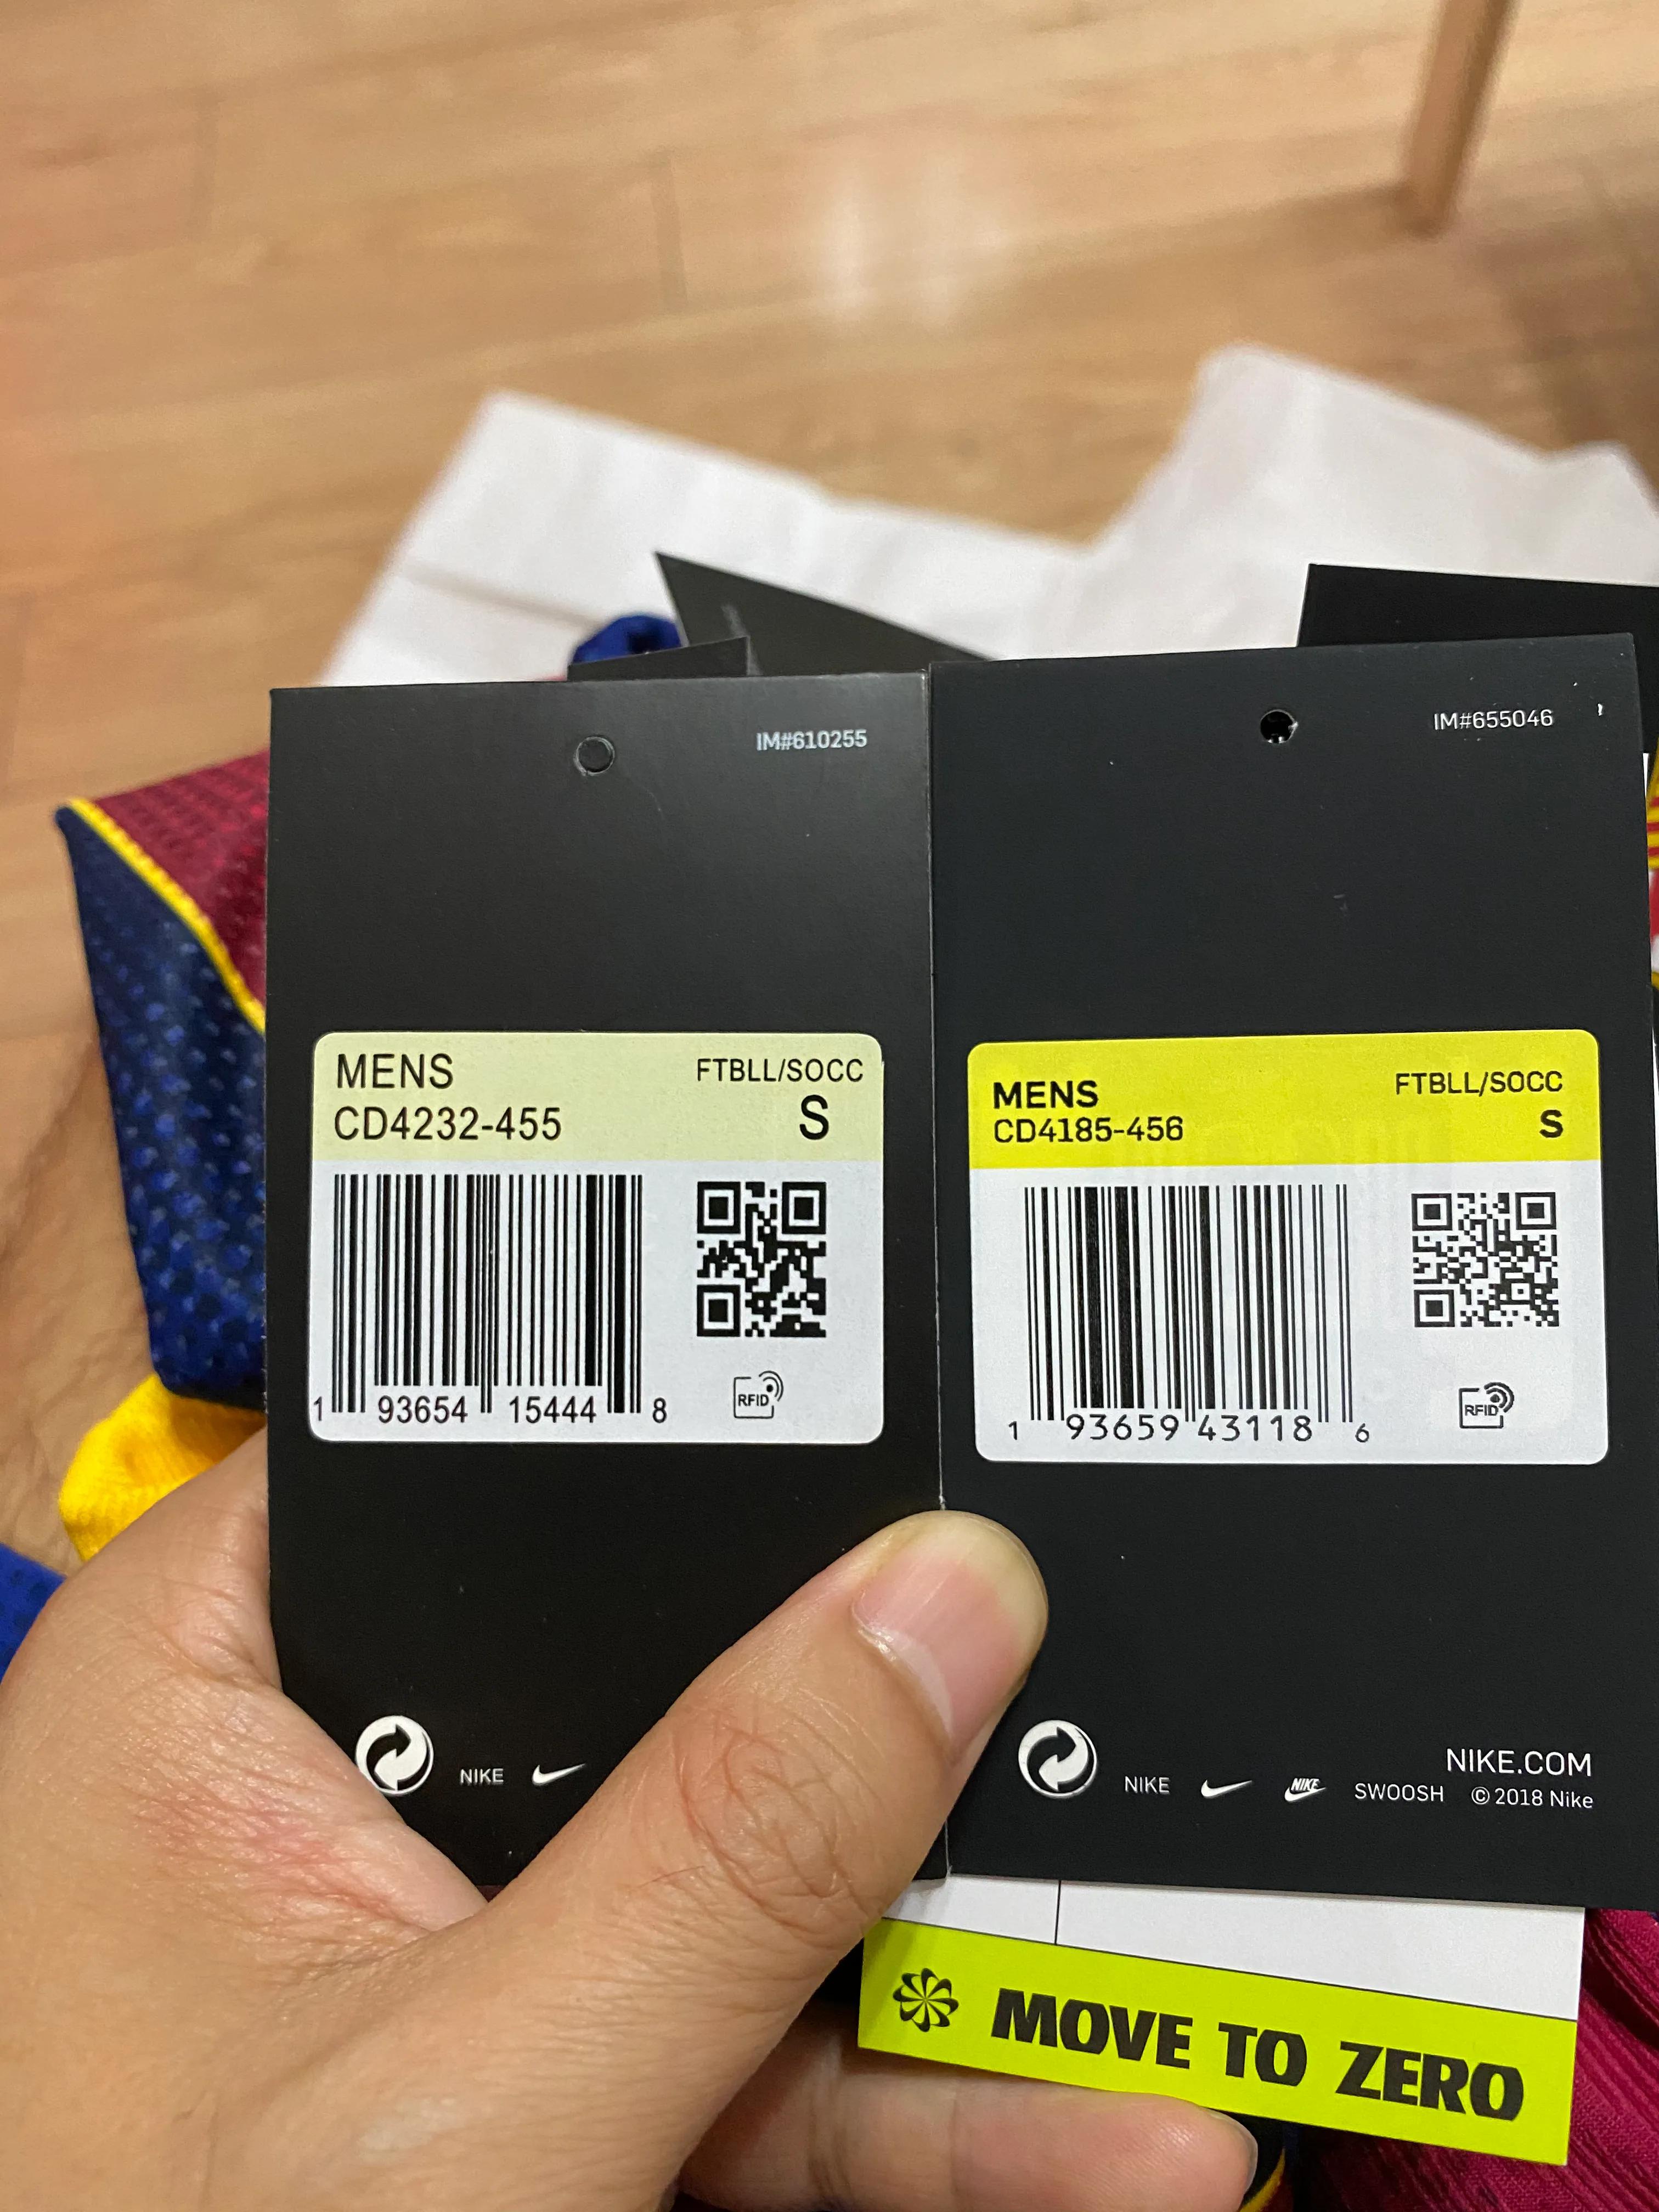 IM#610255
MENS
FTBLL/SOCC
CD4232-455
S
1 93654 15444 8
RFID
NIKE
IM#655046
MENS
FTBLL/SOCC
CD4185-456
S
1 93659 43118 6
RFID
NIKE.COM
NIKE NIKE SWOOSH © 2018 Nike
MOVE TO ZERO